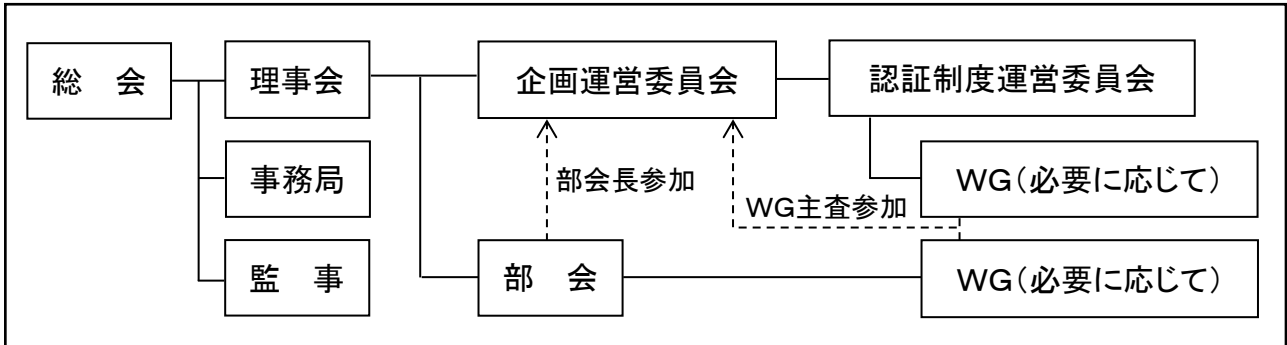 総　会
理事会
企画運営委員会
認証制度運営委員会
事務局
部会長参加
WG主査参加
WG(必要に応じて)
監　事
部　会
WG(必要に応じて)